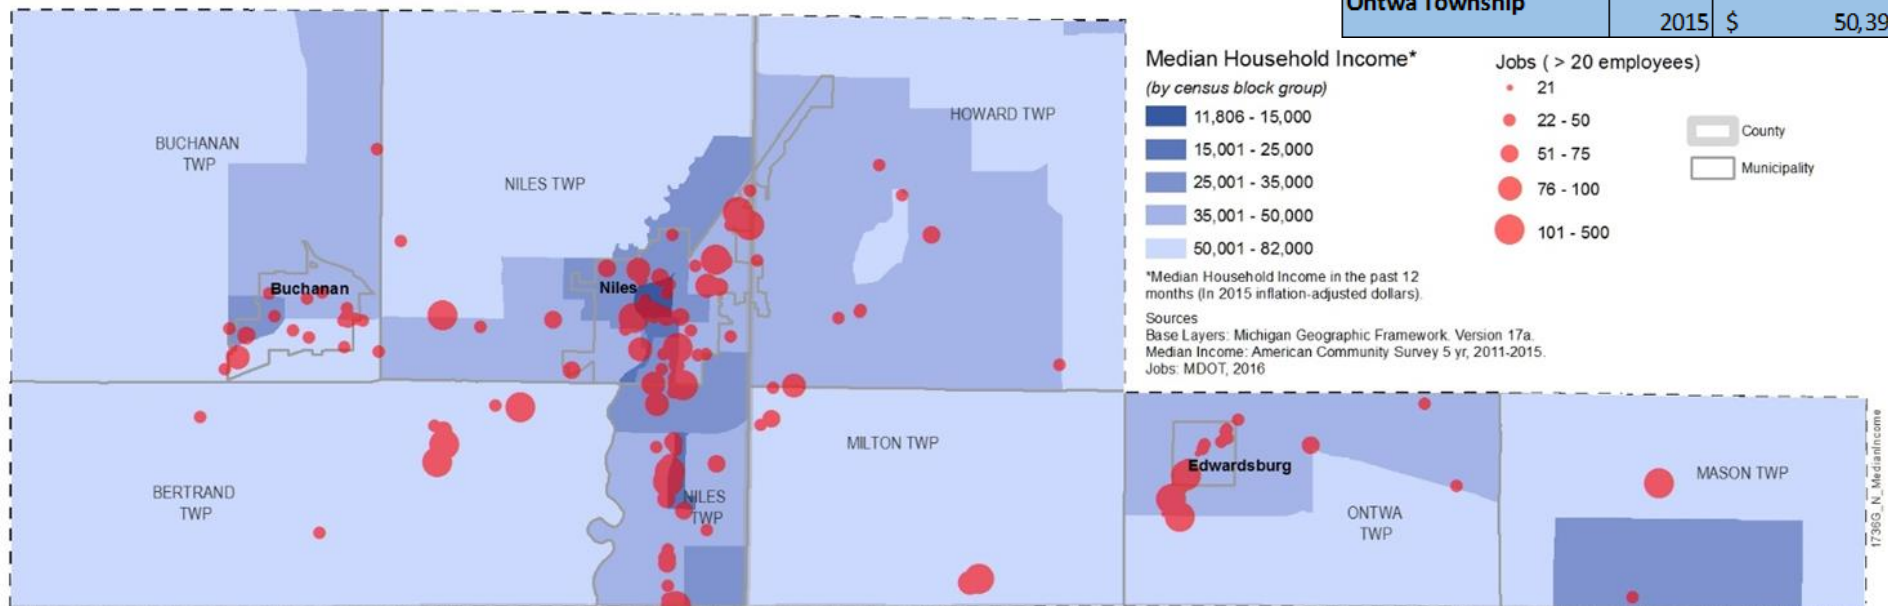 Ontwa Township
2015 $ 50,39
Median Household Income*
(by census block group)
11,806 - 15,000
15,001 - 25,000
25,001 - 35,000
35,001 - 50,000
50,001 - 82,000
*Median Household Income in the past 12
months (In 2015 inflation-adjusted dollars).
Sources
Base Layers: Michigan Geographic Framework. Version 17a.
Median Income: American Community Survey 5 yr, 2011-2015.
Jobs: MDOT, 2016
Jobs ( > 20 employees)
21
22 - 50
51 - 75
76 - 100
101 - 500
County
Municipality
BUCHANAN
TWP
NILES TWP
HOWARD TWP
Buchanan
Niles
BERTRAND
TWP
NILES
TWP
MILTON TWP
Edwardsburg
ONTWA
TWP
MASON TWP
1736G_N_MedianIncome